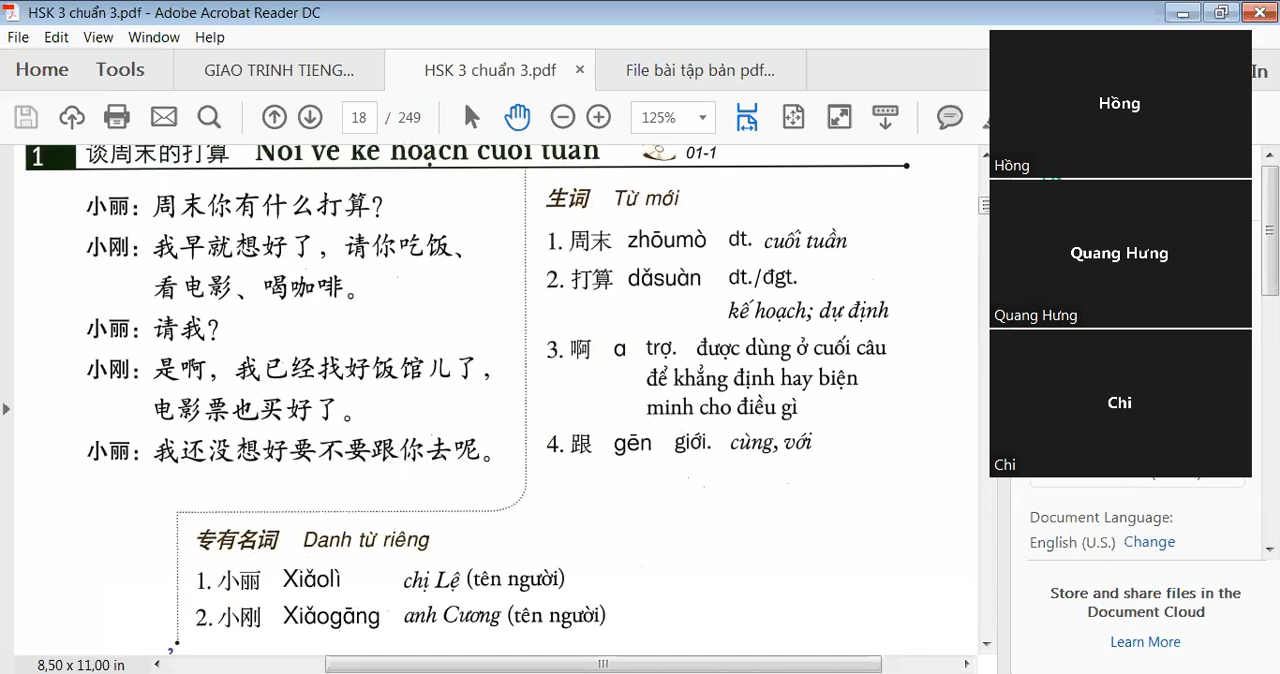 HSK 3 chuẩn 3.pdf - Adobe Acrobat Reader DC
File Edit View Window Help
Home Tools GIAO TRINH TIENG... HSK 3 chuẩn 3.pdf × File bài tập bản pdf... In
18 / 249 125%
1 谈周末的打算 Nói về kế hoạch cuối tuần 01-1
小丽：周末你有什么打算？
小刚：我早就想好了，请你吃饭、
看电影、喝咖啡。
小丽：请我？
小刚：是啊，我已经找好饭馆儿了，
电影票也买好了。
小丽：我还没想好要不要跟你去呢。
生词 Từ mới
1. 周末 zhōumò dt. cuối tuần
2. 打算 dǎsuàn dt./đgt.
kế hoạch; dự định
3. 啊 a trợ. được dùng ở cuối câu
để khẳng định hay biện
minh cho điều gì
4. 跟 gēn giới. cùng, với
专有名词 Danh từ riêng
1. 小丽 Xiǎolì chị Lệ (tên người)
2. 小刚 Xiǎogāng anh Cương (tên người)
8,50 x 11,00 in
Hồng
Hồng
Quang Hưng
Quang Hưng
Chi
Chi
Document Language:
English (U.S.) Change
Store and share files in the
Document Cloud
Learn More